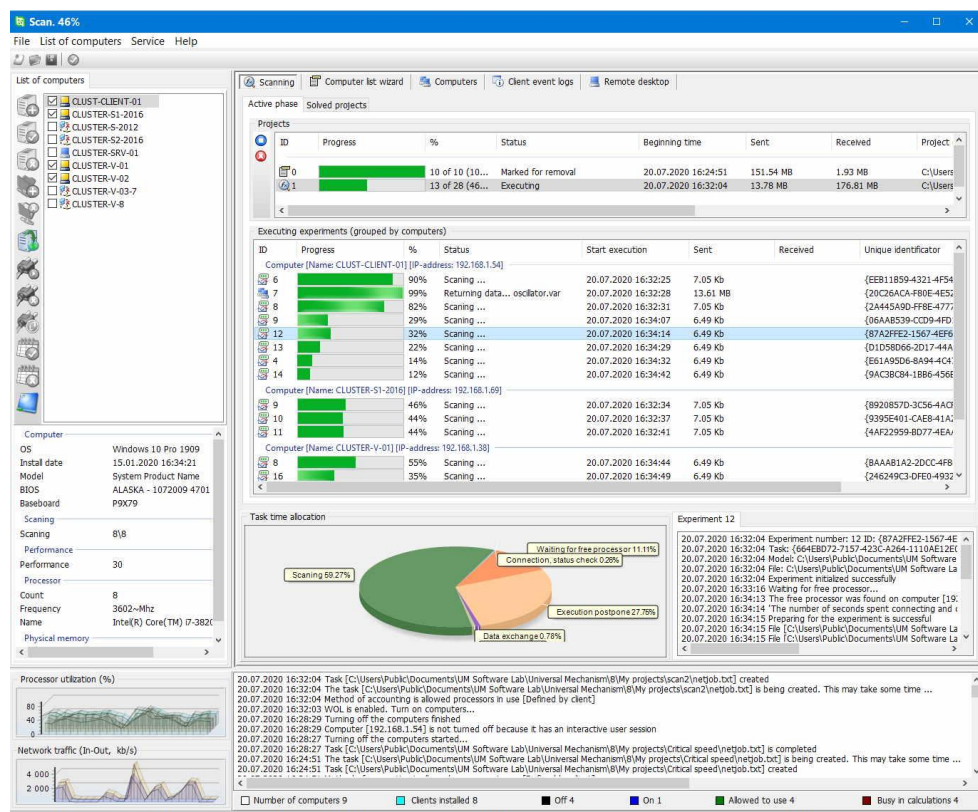 Scan. 46%
File List of computers Service Help
List of computers
CLUST-CLIENT-01
CLUSTER-S1-2016
CLUSTER-S-2012
CLUSTER-S2-2016
CLUSTER-SRV-01
CLUSTER-V-01
CLUSTER-V-02
CLUSTER-V-03-7
CLUSTER-V-8
Computer
OS Windows 10 Pro 1909
Install date 15.01.2020 16:34:21
Model System Product Name
BIOS ALASKA - 1072009 4701
Baseboard P9X79
Scaning
Scaning 8\8
Performance
Performance 30
Processor
Count 8
Frequency 3602~Mhz
Name Intel(R) Core(TM) i7-3820
Physical memory
Scanning Computer list wizard Computers Client event logs Remote desktop
Active phase Solved projects
Projects
ID Progress % Status Beginning time Sent Received Project
0 10 of 10 (10... Marked for removal 20.07.2020 16:24:51 151.54 MB 1.93 MB C:\Users
1 13 of 28 (46... Executing 20.07.2020 16:32:04 13.78 MB 176.81 MB C:\Users
Executing experiments (grouped by computers)
ID Progress % Status Start execution Sent Received Unique identificator
Computer [Name: CLUST-CLIENT-01] [IP-address: 192.168.1.54]
6 90% Scaning ... 20.07.2020 16:32:25 7.05 Kb {EEB11B59-4321-4F54
7 99% Returning data... oscilator.var 20.07.2020 16:32:28 13.61 MB {20C26ACA-F80E-4E52
8 82% Scaning ... 20.07.2020 16:32:31 7.05 Kb {2A445A9D-FF8E-4777
9 29% Scaning ... 20.07.2020 16:34:07 6.49 Kb {06AAB539-CCD9-4FD
12 32% Scaning ... 20.07.2020 16:34:14 6.49 Kb {87A2FFE2-1567-4EF6
13 22% Scaning ... 20.07.2020 16:34:29 6.49 Kb {D1D58D66-2D17-44A
4 14% Scaning ... 20.07.2020 16:34:32 6.49 Kb {E61A95D6-8A94-4C4
14 12% Scaning ... 20.07.2020 16:34:42 6.49 Kb {9AC3BC84-1BB6-456E
Computer [Name: CLUSTER-S1-2016] [IP-address: 192.168.1.69]
9 46% Scaning ... 20.07.2020 16:32:34 7.05 Kb {8920857D-3C56-4ACF
10 44% Scaning ... 20.07.2020 16:32:37 7.05 Kb {9395E401-CAE8-41A
11 44% Scaning ... 20.07.2020 16:32:41 7.05 Kb {4AF22959-BD77-4EA
Computer [Name: CLUSTER-V-01] [IP-address: 192.168.1.38]
8 55% Scaning ... 20.07.2020 16:34:44 6.49 Kb {BAAAB1A2-2DCC-4F8
16 35% Scaning ... 20.07.2020 16:34:49 6.49 Kb {246249C3-DFE0-4932
Task time allocation
Waiting for free processor 11.11%
Connection, status check 0.26%
Scanning 59.27%
Execution postpone 27.76%
Data exchange 0.78%
Experiment 12
20.07.2020 16:32:04 Experiment number: 12 ID: {87A2FFE2-1567-4E
20.07.2020 16:32:04 Task: {664EBD72-7157-423C-A264-1110AE12E
20.07.2020 16:32:04 Model: C:\Users\Public\Documents\UM Software
20.07.2020 16:32:04 File: C:\Users\Public\Documents\UM Software La
20.07.2020 16:32:04 Experiment initialized successfully
20.07.2020 16:33:16 Waiting for free processor...
20.07.2020 16:34:13 The free processor was found on computer [19
20.07.2020 16:34:14 'The number of seconds spent connecting and
20.07.2020 16:34:15 Preparing for the experiment is successful
20.07.2020 16:34:15 File [C:\Users\Public\Documents\UM Software La
20.07.2020 16:34:15 File [C:\Users\Public\Documents\UM Software La
Processor utilization (%)
80
40
0
Network traffic (In-Out, kb/s)
4 000
2 000
20.07.2020 16:32:04 Task [C:\Users\Public\Documents\UM Software Lab\Universal Mechanism\8\My projects\scan2\netjob.txt] created
20.07.2020 16:32:04 The task [C:\Users\Public\Documents\UM Software Lab\Universal Mechanism\8\My projects\scan2\netjob.txt] is being created. This may take some time ...
20.07.2020 16:32:04 Method of accounting is allowed processors in use [Defined by client]
20.07.2020 16:32:03 WOL is enabled. Turn on computers...
20.07.2020 16:28:29 Turning off the computers finished
20.07.2020 16:28:29 Computer [192.168.1.54] is not turned off because it has an interactive user session
20.07.2020 16:28:27 Turning off the computers started...
20.07.2020 16:28:27 Task [C:\Users\Public\Documents\UM Software Lab\Universal Mechanism\8\My projects\Critical speed\netjob.txt] is completed
20.07.2020 16:24:51 The task [C:\Users\Public\Documents\UM Software Lab\Universal Mechanism\8\My projects\Critical speed\netjob.txt] is being created. This may take some time ...
20.07.2020 16:24:51 Task [C:\Users\Public\Documents\UM Software Lab\Universal Mechanism\8\My projects\Critical speed\netjob.txt] created
Number of computers 9 Clients installed 8 Off 4 On 1 Allowed to use 4 Busy in calculations 4